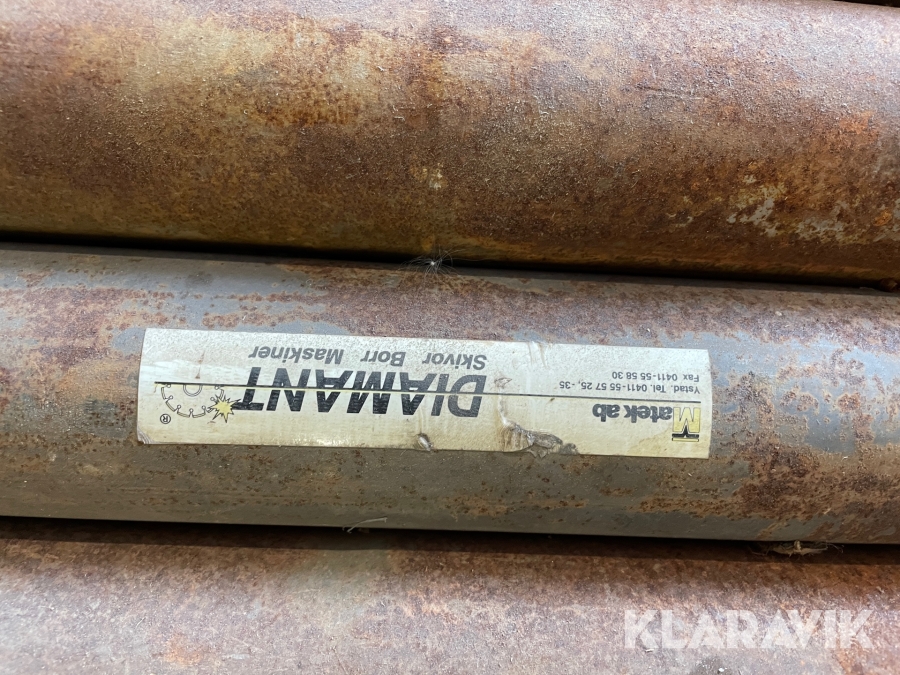 Matek ab
Ystad. Tel. 0411-55 57 25, -35
Fax 0411-55 58 30
DIAMANT
Skivor Borr Maskiner
®
KLARAVIK